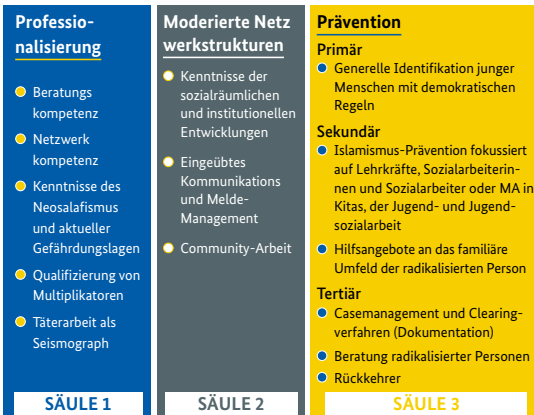 Professio-
nalisierung
Beratungs
kompetenz
Netzwerk
kompetenz
Kenntnisse des
Neosalafismus
und aktueller
Gefährdungslagen
Qualifizierung von
Multiplikatoren
Täterarbeit als
Seismograph
SÄULE 1
Moderierte Netz
werkstrukturen
Kenntnisse der
sozialräumlichen
und institutionellen
Entwicklungen
Eingeübtes
Kommunikations
und Melde-
Management
Community-Arbeit
SÄULE 2
Prävention
Primär
Generelle Identifikation junger
Menschen mit demokratischen
Regeln
Sekundär
Islamismus-Prävention fokussiert
auf Lehrkräfte, Sozialarbeiterin-
nen und Sozialarbeiter oder MA in
Kitas, der Jugend- und Jugend-
sozialarbeit
Hilfsangebote an das familiäre
Umfeld der radikalisierten Person
Tertiär
Casemanagement und Clearing-
verfahren (Dokumentation)
Beratung radikalisierter Personen
Rückkehrer
SÄULE 3